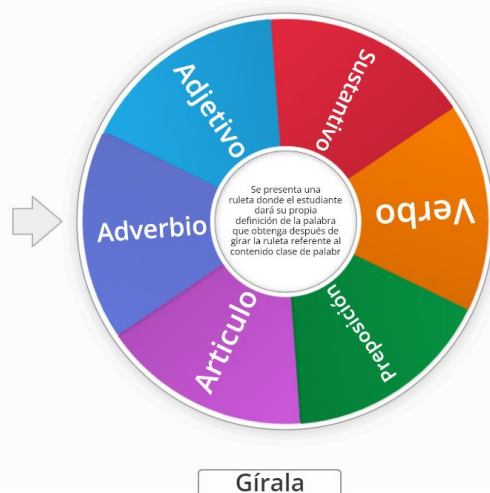 Adjetivo
Sustantivo
Verbo
Preposición
Articulo
Adverbio
Se presenta una
ruleta donde el estudiante
dará su propia
definición de la palabra
que obtenga después de
girar la ruleta referente al
contenido clase de palabr
Gírala